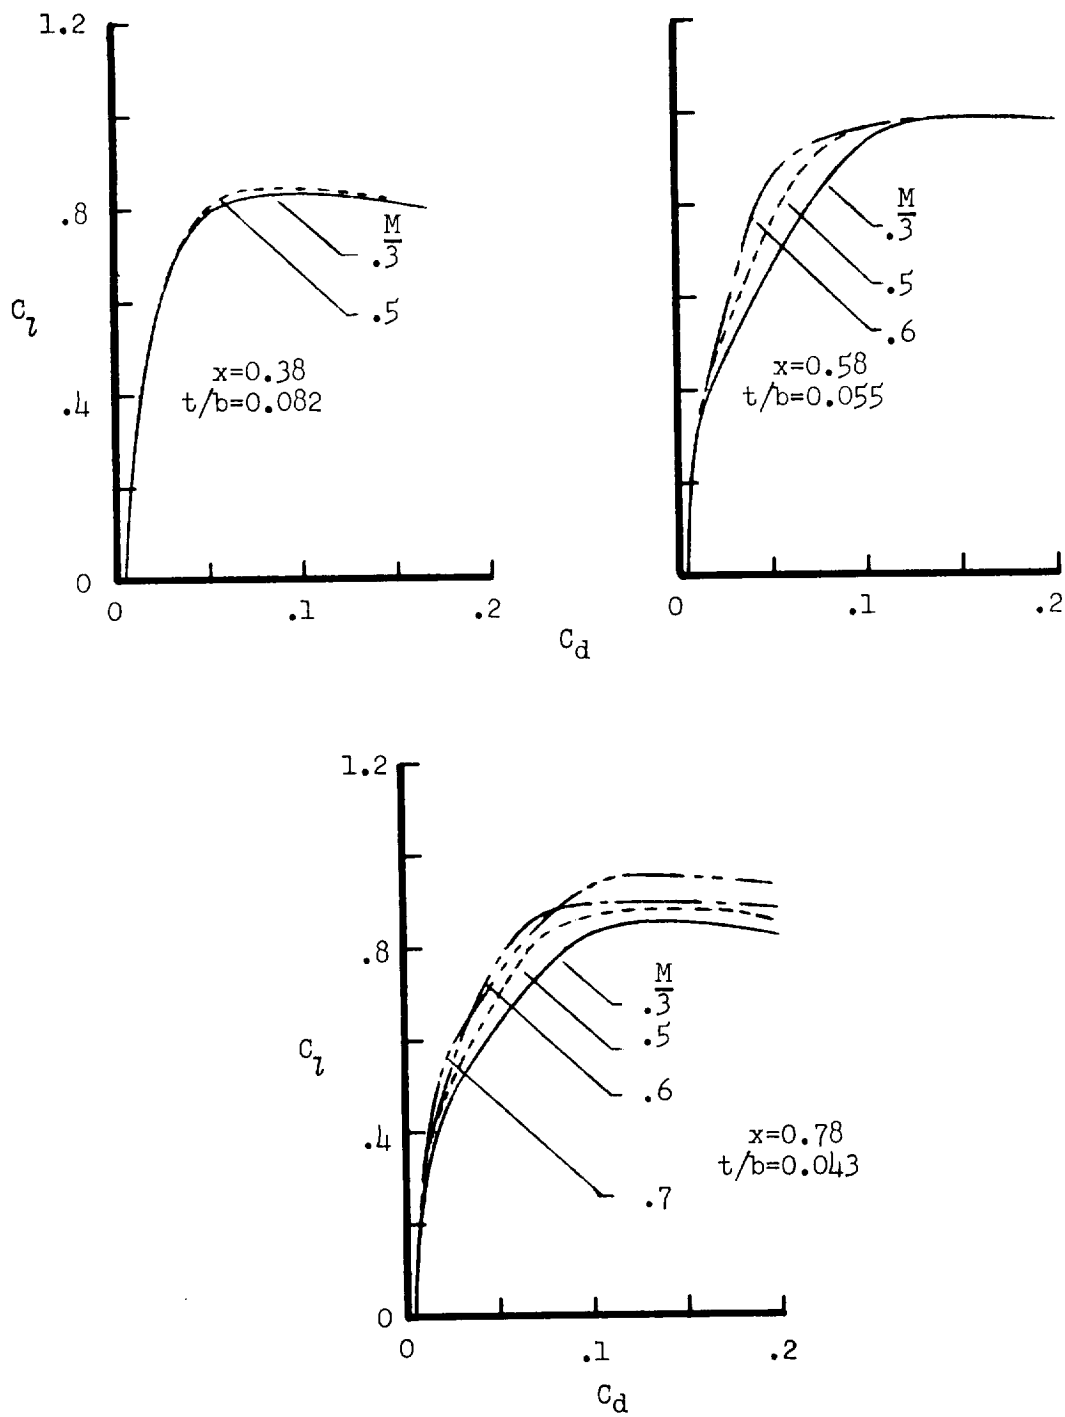 1.2
.8
.4
0
C_l
M
.3
.5
x=0.38
t/b=0.082
0 .1 .2
M
.3
.5
.6
x=0.58
t/b=0.055
0 .1 .2
C_d
1.2
.8
.4
0
C_l
M
.3
.5
.6
.7
x=0.78
t/b=0.043
0 .1 .2
C_d